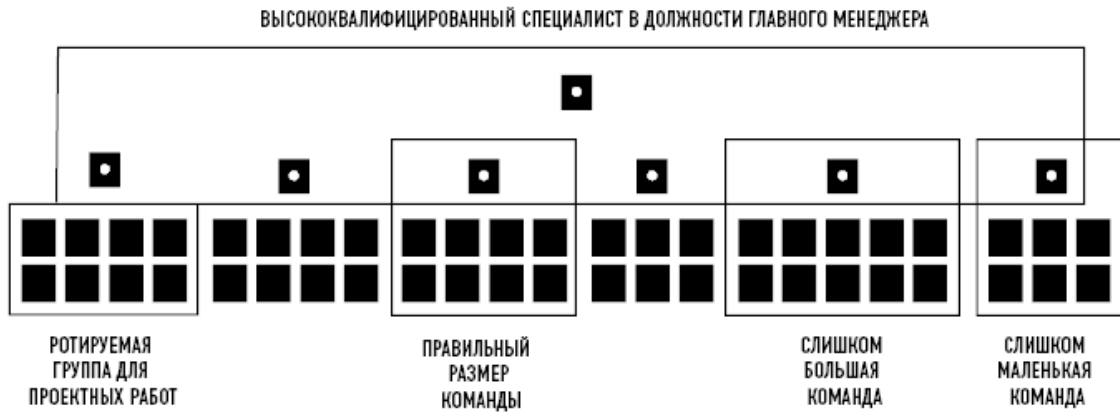 ВЫСОКОКВАЛИФИЦИРОВАННЫЙ СПЕЦИАЛИСТ В ДОЛЖНОСТИ ГЛАВНОГО МЕНЕДЖЕРА
РОТИРУЕМАЯ
ГРУППА ДЛЯ
ПРОЕКТНЫХ РАБОТ
ПРАВИЛЬНЫЙ
РАЗМЕР
КОМАНДЫ
СЛИШКОМ
БОЛЬШАЯ
КОМАНДА
СЛИШКОМ
МАЛЕНЬКАЯ
КОМАНДА